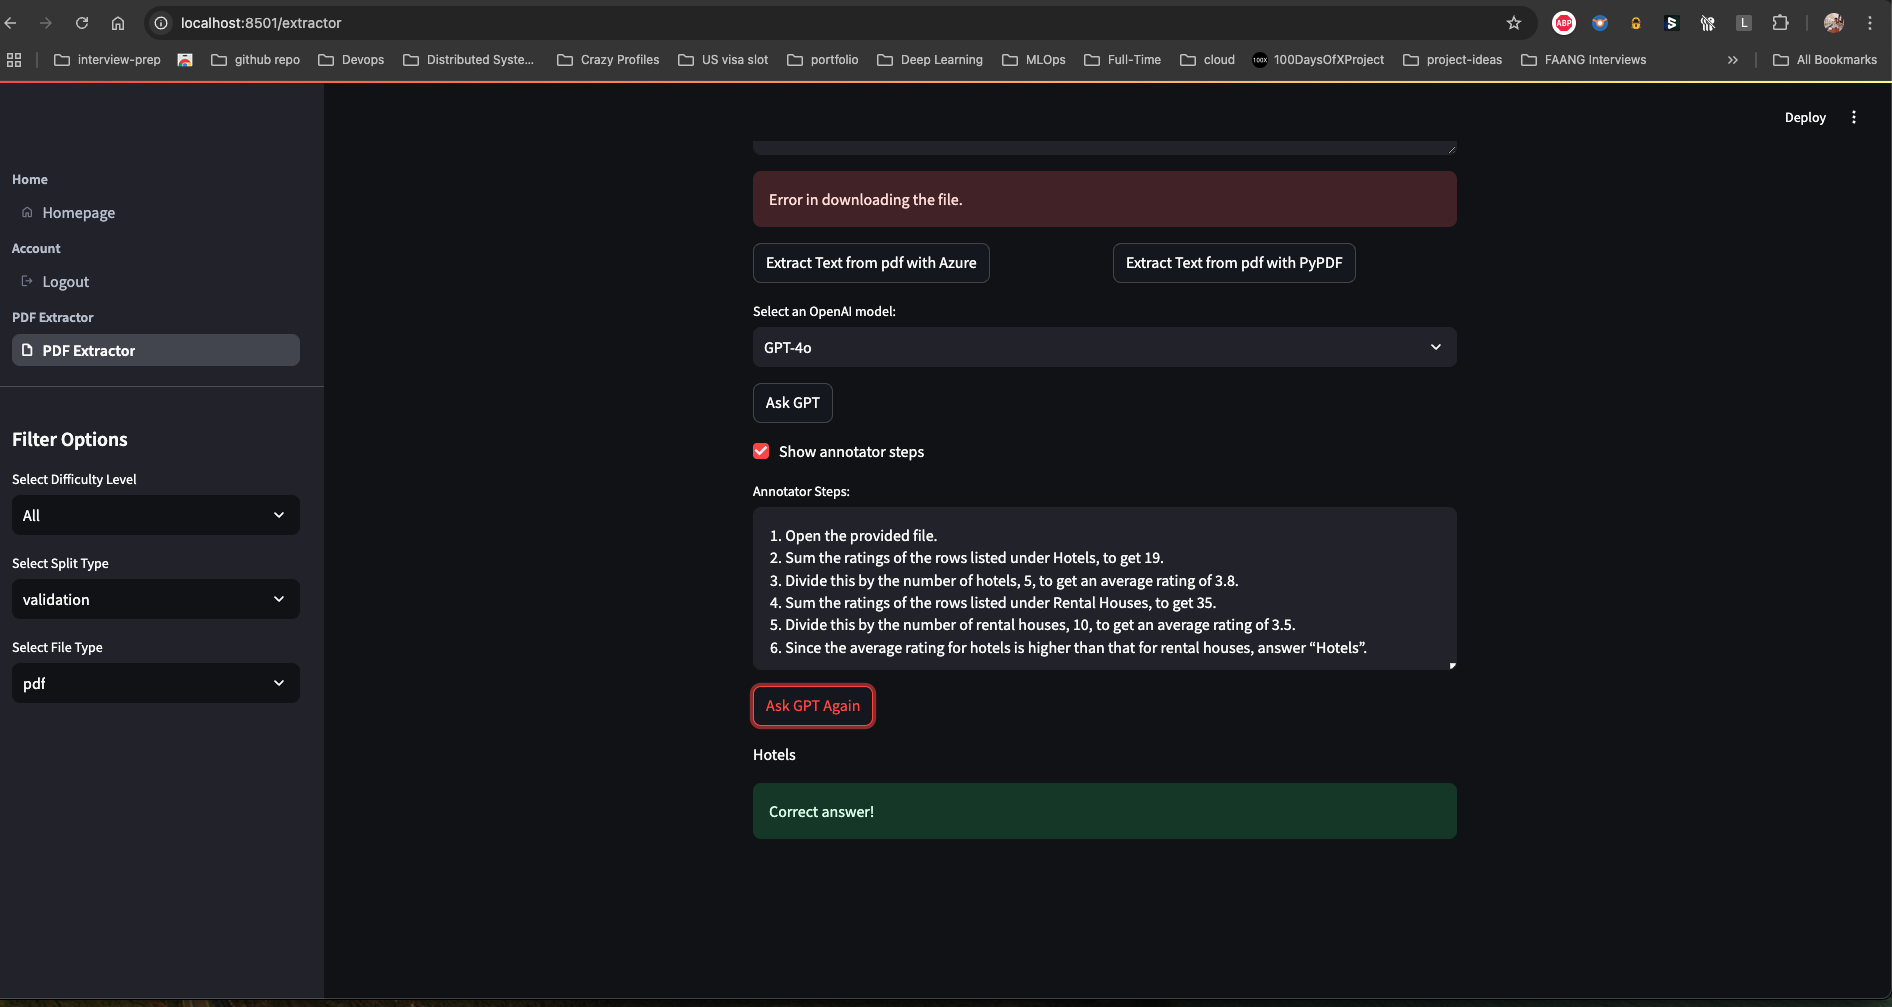 localhost:8501/extractor
ABP
S
L
interview-prep
github repo
Devops
Distributed Syste...
Crazy Profiles
US visa slot
portfolio
Deep Learning
MLOps
Full-Time
cloud
100X
100DaysOfXProject
project-ideas
FAANG Interviews
All Bookmarks
Deploy
Home
Homepage
Account
Logout
PDF Extractor
PDF Extractor
Filter Options
Select Difficulty Level
All
Select Split Type
validation
Select File Type
pdf
Error in downloading the file.
Extract Text from pdf with Azure
Extract Text from pdf with PyPDF
Select an OpenAI model:
GPT-4o
Ask GPT
Show annotator steps
Annotator Steps:
1. Open the provided file.
2. Sum the ratings of the rows listed under Hotels, to get 19.
3. Divide this by the number of hotels, 5, to get an average rating of 3.8.
4. Sum the ratings of the rows listed under Rental Houses, to get 35.
5. Divide this by the number of rental houses, 10, to get an average rating of 3.5.
6. Since the average rating for hotels is higher than that for rental houses, answer “Hotels”.
Ask GPT Again
Hotels
Correct answer!